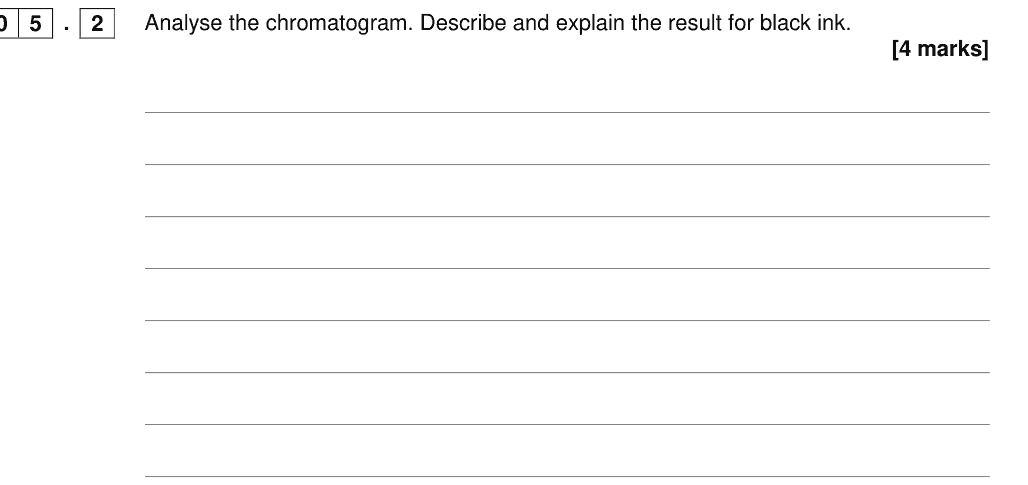 0 5 . 2 Analyse the chromatogram. Describe and explain the result for black ink.
[4 marks]